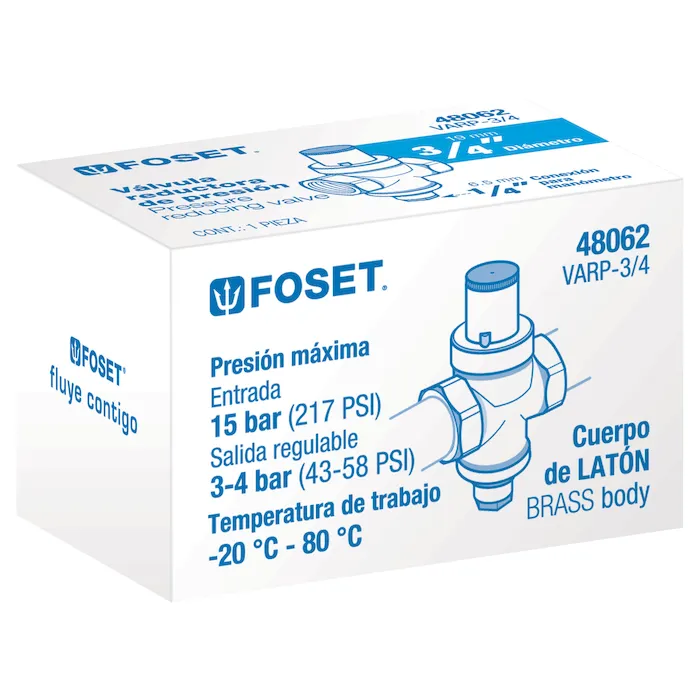 FOSET.
Válvula
reductora
de presión
Pressure
reducing valve
CONT.: 1 PIEZA
48062
VARP-3/4
19 mm
3/4" Diámetro
6.5 mm
1/4" Conexión
para
manómetro
FOSET®
fluye contigo
FOSET®
48062
VARP-3/4
Presión máxima
Entrada
15 bar (217 PSI)
Salida regulable
3-4 bar (43-58 PSI)
Temperatura de trabajo
-20 °C - 80 °C
Cuerpo
de LATÓN
BRASS body